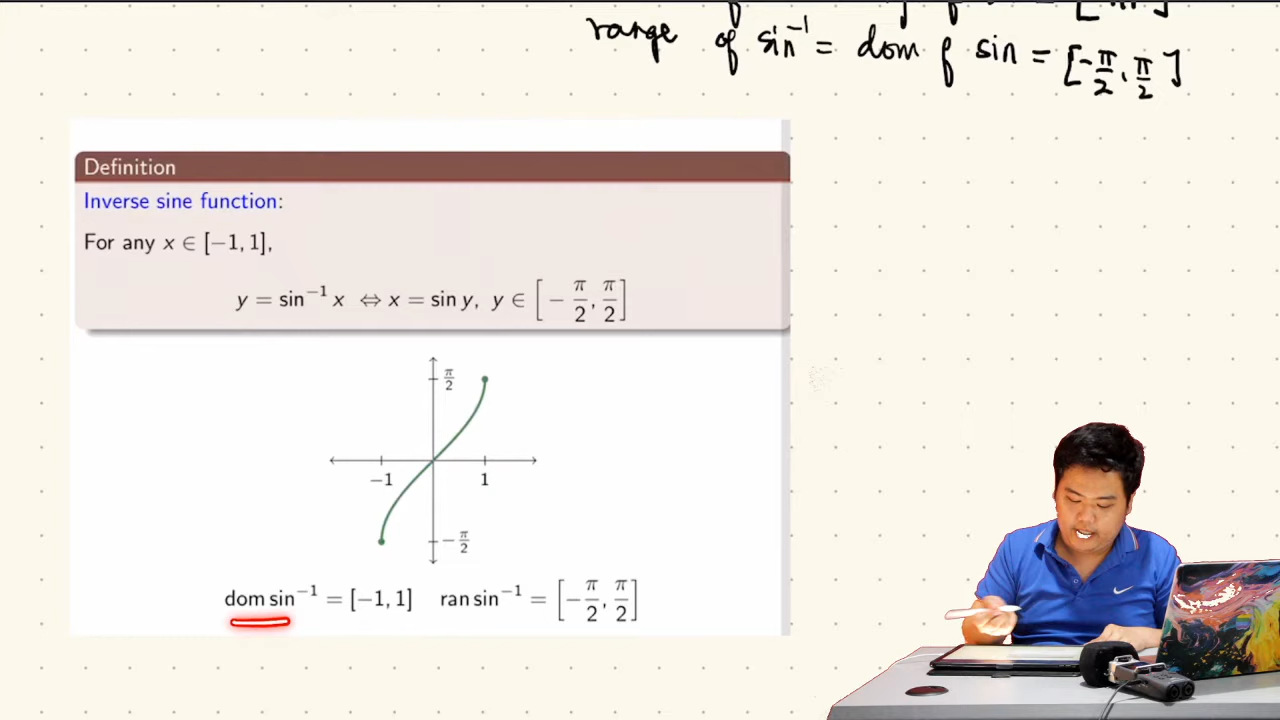 range of sin⁻¹ = dom of sin = [-π/2, π/2]
Definition
Inverse sine function:
For any x ∈ [−1, 1],
y = sin⁻¹ x ⇔ x = sin y, y ∈ [−π/2, π/2]
π/2
−1 1
−π/2
dom sin⁻¹ = [−1, 1] ran sin⁻¹ = [−π/2, π/2]